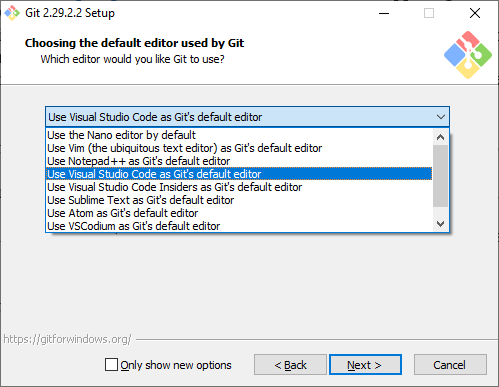 Git 2.29.2.2 Setup
Choosing the default editor used by Git
Which editor would you like Git to use?
Use Visual Studio Code as Git's default editor
Use the Nano editor by default
Use Vim (the ubiquitous text editor) as Git's default editor
Use Notepad++ as Git's default editor
Use Visual Studio Code as Git's default editor
Use Visual Studio Code Insiders as Git's default editor
Use Sublime Text as Git's default editor
Use Atom as Git's default editor
Use VSCodium as Git's default editor
https://gitforwindows.org/
Only show new options
< Back
Next >
Cancel